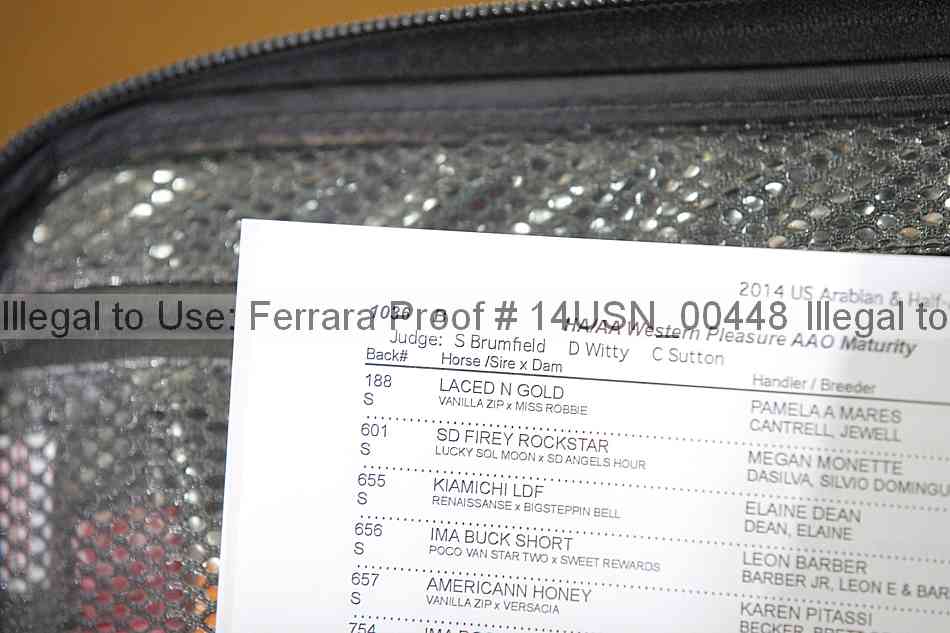 2014 US Arabian & Half
Illegal to Use: Ferrara Proof # 14USN_00448 Illegal to
1036 B HA/AA Western Pleasure AAO Maturity
Judge: S Brumfield D Witty C Sutton
Back# Horse /Sire x Dam Handler / Breeder
188 LACED N GOLD PAMELA A MARES
S VANILLA ZIP x MISS ROBBIE CANTRELL, JEWELL
601 SD FIREY ROCKSTAR MEGAN MONETTE
S LUCKY SOL MOON x SD ANGELS HOUR DASILVA, SILVIO DOMINGU
655 KIAMICHI LDF ELAINE DEAN
S RENAISSANSE x BIGSTEPPIN BELL DEAN, ELAINE
656 IMA BUCK SHORT LEON BARBER
S POCO VAN STAR TWO x SWEET REWARDS BARBER JR, LEON E & BAR
657 AMERICANN HONEY KAREN PITASSI
S VANILLA ZIP x VERSACIA BECKER,
754 IMA